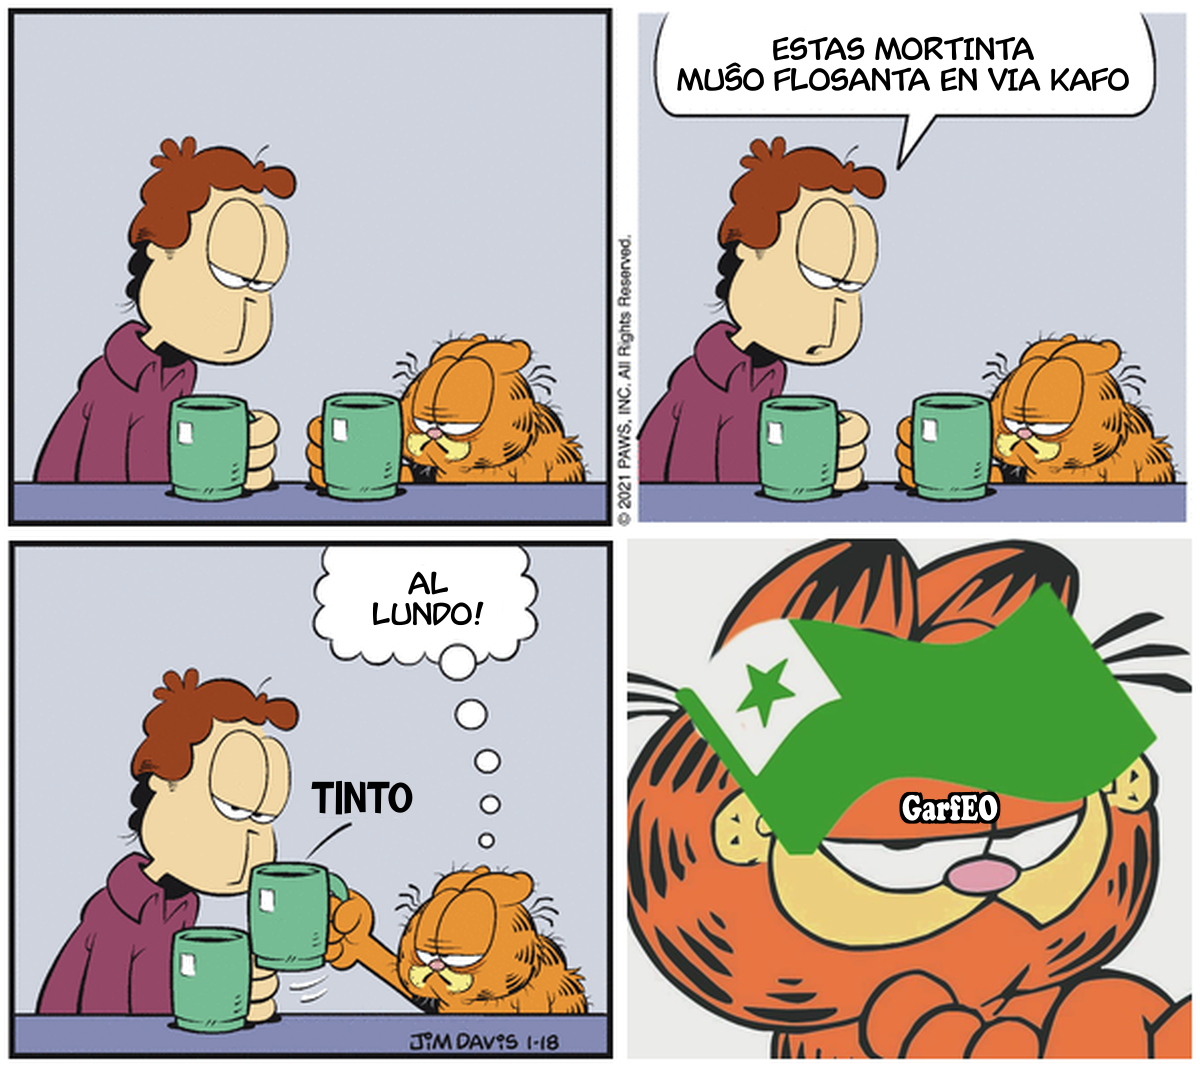 ESTAS MORTINTA
MUŜO FLOSANTA EN VIA KAFO
© 2021 PAWS, INC. All Rights Reserved.
AL
LUNDO!
TINTO
JIM DAVIS 1-18
GarfEO